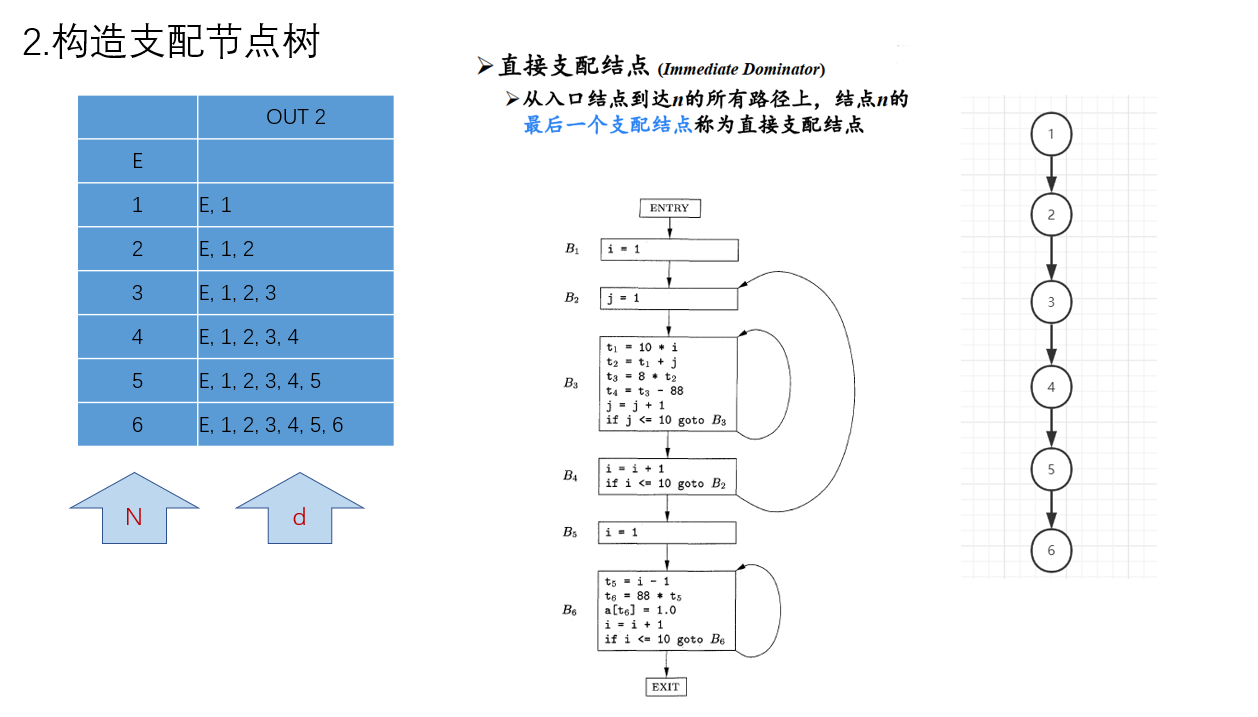 2.构造支配节点树
OUT 2
E
1 E, 1
2 E, 1, 2
3 E, 1, 2, 3
4 E, 1, 2, 3, 4
5 E, 1, 2, 3, 4, 5
6 E, 1, 2, 3, 4, 5, 6
N
d
➢直接支配结点 (Immediate Dominator)
➢从入口结点到达n的所有路径上，结点n的
最后一个支配结点称为直接支配结点
ENTRY
B₁ i = 1
B₂ j = 1
B₃
t₁ = 10 * i
t₂ = t₁ + j
t₃ = 8 * t₂
t₄ = t₃ - 88
j = j + 1
if j <= 10 goto B₃
B₄
i = i + 1
if i <= 10 goto B₂
B₅ i = 1
B₆
t₅ = i - 1
t₆ = 88 * t₅
a[t₆] = 1.0
i = i + 1
if i <= 10 goto B₆
EXIT
1
2
3
4
5
6